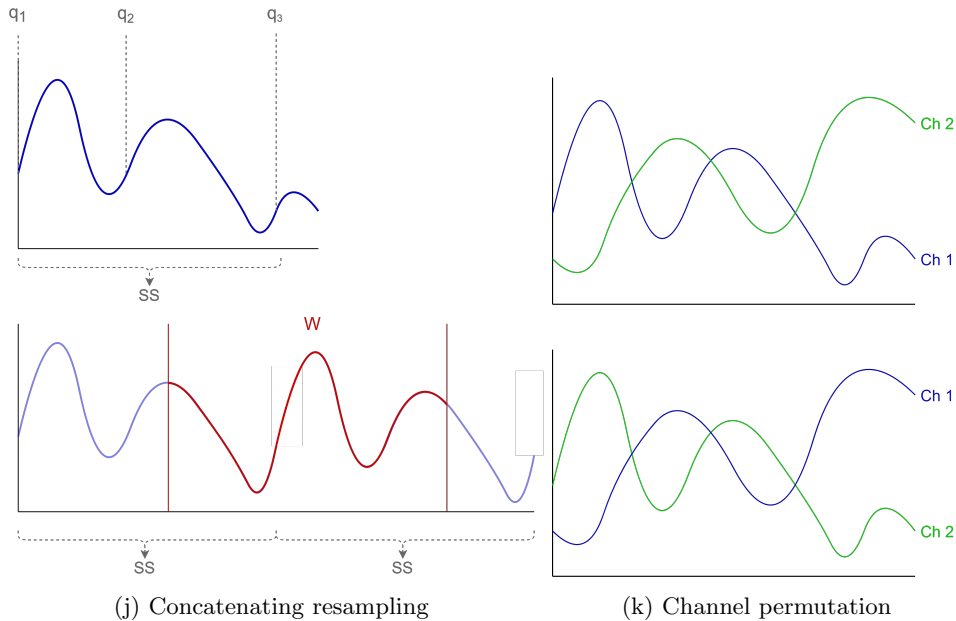 q1
q2
q3
SS
W
SS
SS
(j) Concatenating resampling
Ch 2
Ch 1
Ch 1
Ch 2
(k) Channel permutation